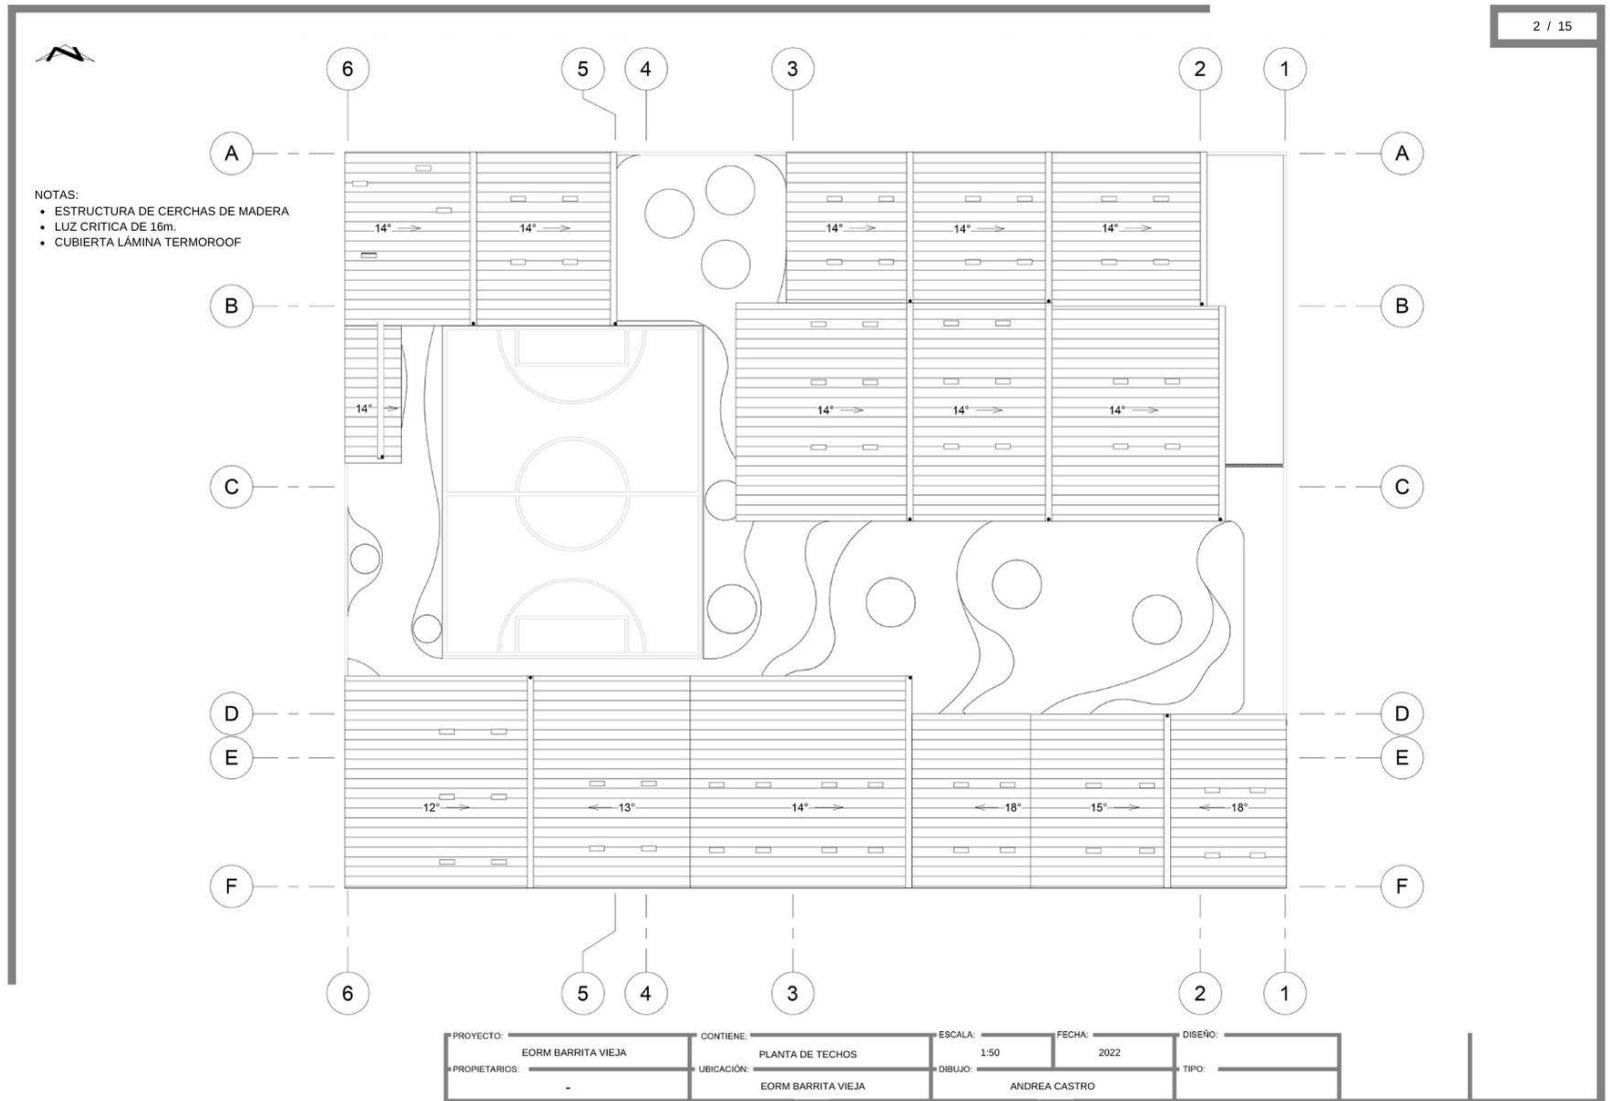 2 / 15
N
6 5 4 3 2 1
A A
NOTAS:
• ESTRUCTURA DE CERCHAS DE MADERA
• LUZ CRITICA DE 16m.
• CUBIERTA LÁMINA TERMOROOF
14° 14° 14° 14° 14°
B B
14° 14° 14° 14°
C C
D D
E E
12° 13° 14° 18° 15° 18°
F F
6 5 4 3 2 1
PROYECTO: CONTIENE: ESCALA: FECHA: DISEÑO:
EORM BARRITA VIEJA PLANTA DE TECHOS 1:50 2022
PROPIETARIOS: UBICACIÓN: DIBUJO: TIPO:
- EORM BARRITA VIEJA ANDREA CASTRO